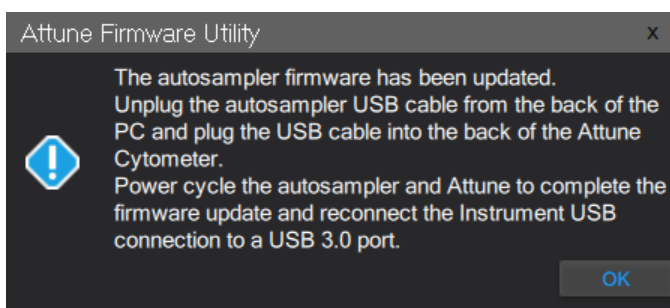 Attune Firmware Utility
x
The autosampler firmware has been updated.
Unplug the autosampler USB cable from the back of the
PC and plug the USB cable into the back of the Attune
Cytometer.
Power cycle the autosampler and Attune to complete the
firmware update and reconnect the Instrument USB
connection to a USB 3.0 port.
OK